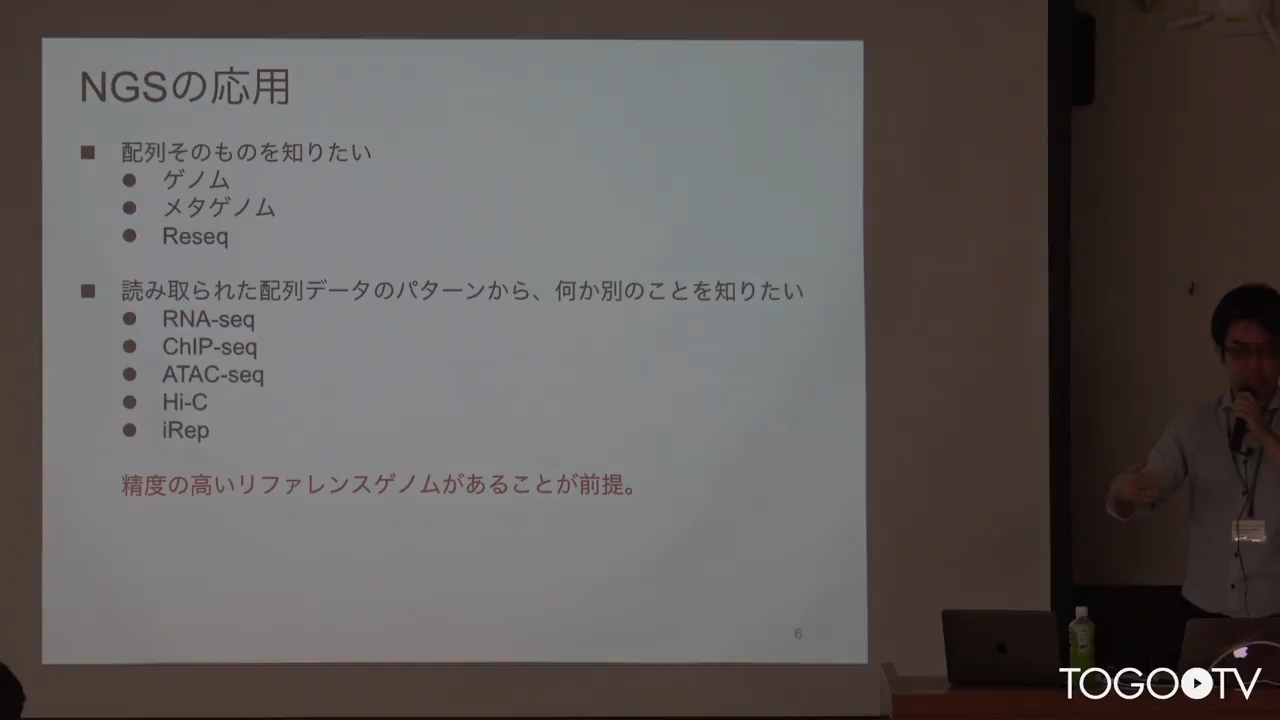 NGSの応用
■ 配列そのものを知りたい
● ゲノム
● メタゲノム
● Reseq
■ 読み取られた配列データのパターンから、何か別のことを知りたい
● RNA-seq
● ChIP-seq
● ATAC-seq
● Hi-C
● iRep
精度の高いリファレンスゲノムがあることが前提。
6
TOGO TV